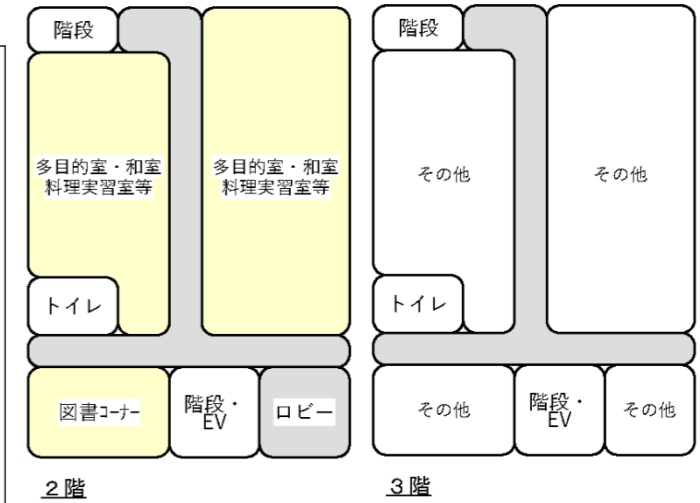 階段
多目的室・和室
料理実習室等
多目的室・和室
料理実習室等
トイレ
図書コーナー
階段・
EV
ロビー
2階
階段
その他
その他
トイレ
その他
階段・
EV
その他
3階